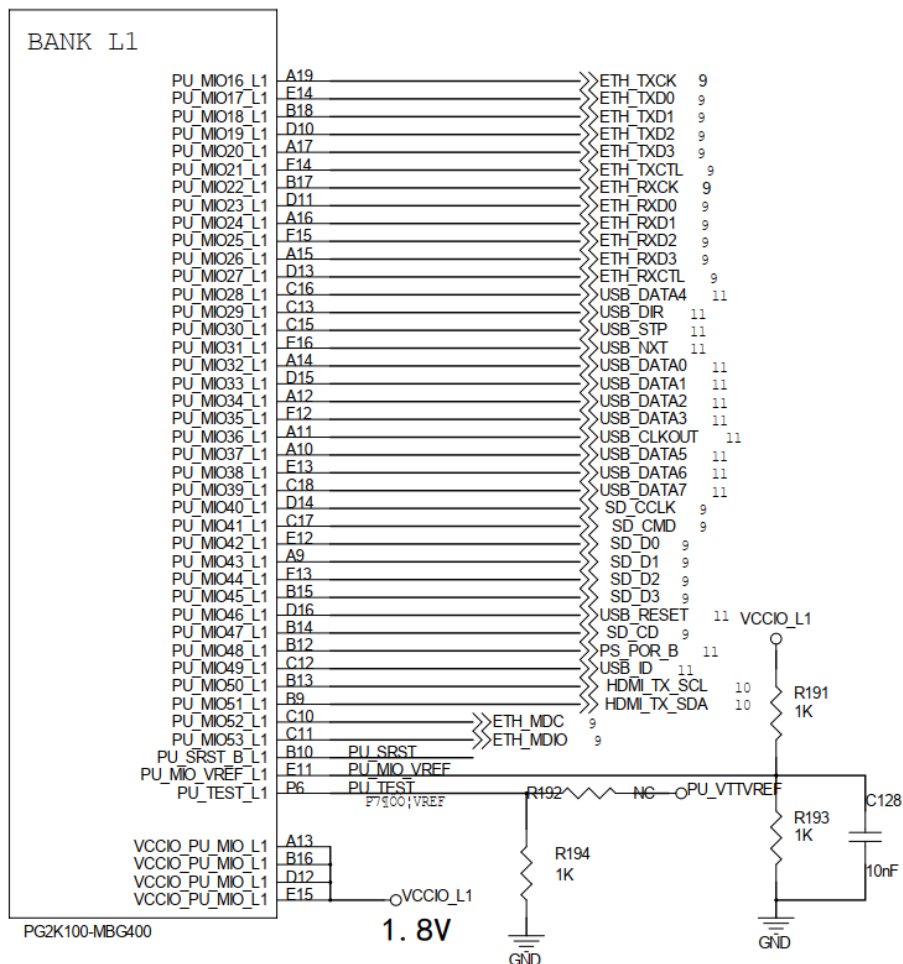 BANK L1
PU_MIO16_L1 A19 ETH_TXCK 9
PU_MIO17_L1 E14 ETH_TXD0 9
PU_MIO18_L1 B18 ETH_TXD1 9
PU_MIO19_L1 D10 ETH_TXD2 9
PU_MIO20_L1 A17 ETH_TXD3 9
PU_MIO21_L1 F14 ETH_TXCTL 9
PU_MIO22_L1 B17 ETH_RXCK 9
PU_MIO23_L1 D11 ETH_RXD0 9
PU_MIO24_L1 A16 ETH_RXD1 9
PU_MIO25_L1 F15 ETH_RXD2 9
PU_MIO26_L1 A15 ETH_RXD3 9
PU_MIO27_L1 D13 ETH_RXCTL 9
PU_MIO28_L1 C16 USB_DATA4 11
PU_MIO29_L1 C13 USB_DIR 11
PU_MIO30_L1 C15 USB_STP 11
PU_MIO31_L1 E16 USB_NXT 11
PU_MIO32_L1 A14 USB_DATA0 11
PU_MIO33_L1 D15 USB_DATA1 11
PU_MIO34_L1 A12 USB_DATA2 11
PU_MIO35_L1 F12 USB_DATA3 11
PU_MIO36_L1 A11 USB_CLKOUT 11
PU_MIO37_L1 A10 USB_DATA5 11
PU_MIO38_L1 E13 USB_DATA6 11
PU_MIO39_L1 C18 USB_DATA7 11
PU_MIO40_L1 D14 SD_CCLK 9
PU_MIO41_L1 C17 SD_CMD 9
PU_MIO42_L1 E12 SD_D0 9
PU_MIO43_L1 A9 SD_D1 9
PU_MIO44_L1 F13 SD_D2 9
PU_MIO45_L1 B15 SD_D3 9
PU_MIO46_L1 D16 USB_RESET 11 VCCIO_L1
PU_MIO47_L1 B14 SD_CD 9
PU_MIO48_L1 B12 PS_POR_B 11
PU_MIO49_L1 C12 USB_ID 11
PU_MIO50_L1 B13 HDMI_TX_SCL 10 R191
PU_MIO51_L1 B9 HDMI_TX_SDA 10 1K
PU_MIO52_L1 C10 ETH_MDC 9
PU_MIO53_L1 C11 ETH_MDIO 9
PU_SRST_B_L1 B10 PU_SRST
PU_MIO_VREF_L1 E11 PU_MIO_VREF
PU_TEST_L1 P6 PU_TEST R192 NC PU_VTTVREF C128
R193
1K
VCCIO_PU_MIO_L1 A13
VCCIO_PU_MIO_L1 B16 R194
VCCIO_PU_MIO_L1 D12 1K 10nF
VCCIO_PU_MIO_L1 E15 VCCIO_L1
PG2K100-MBG400 1.8V
GND GND